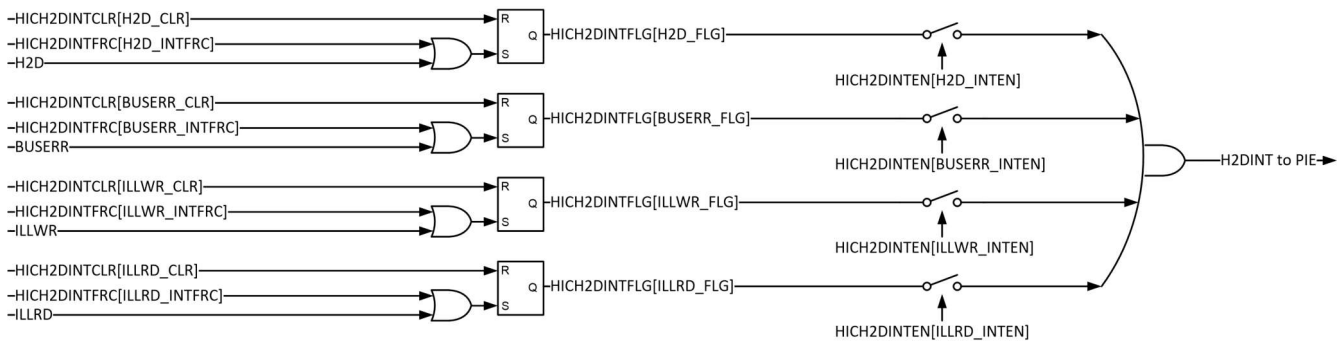 HICH2DINTCLR[H2D_CLR]
HICH2DINTFRC[H2D_INTFRC]
H2D
R
Q
S
HICH2DINTFLG[H2D_FLG]
HICH2DINTEN[H2D_INTEN]
HICH2DINTCLR[BUSERR_CLR]
HICH2DINTFRC[BUSERR_INTFRC]
BUSERR
R
Q
S
HICH2DINTFLG[BUSERR_FLG]
HICH2DINTEN[BUSERR_INTEN]
H2DINT to PIE
HICH2DINTCLR[ILLWR_CLR]
HICH2DINTFRC[ILLWR_INTFRC]
ILLWR
R
Q
S
HICH2DINTFLG[ILLWR_FLG]
HICH2DINTEN[ILLWR_INTEN]
HICH2DINTCLR[ILLRD_CLR]
HICH2DINTFRC[ILLRD_INTFRC]
ILLRD
R
Q
S
HICH2DINTFLG[ILLRD_FLG]
HICH2DINTEN[ILLRD_INTEN]